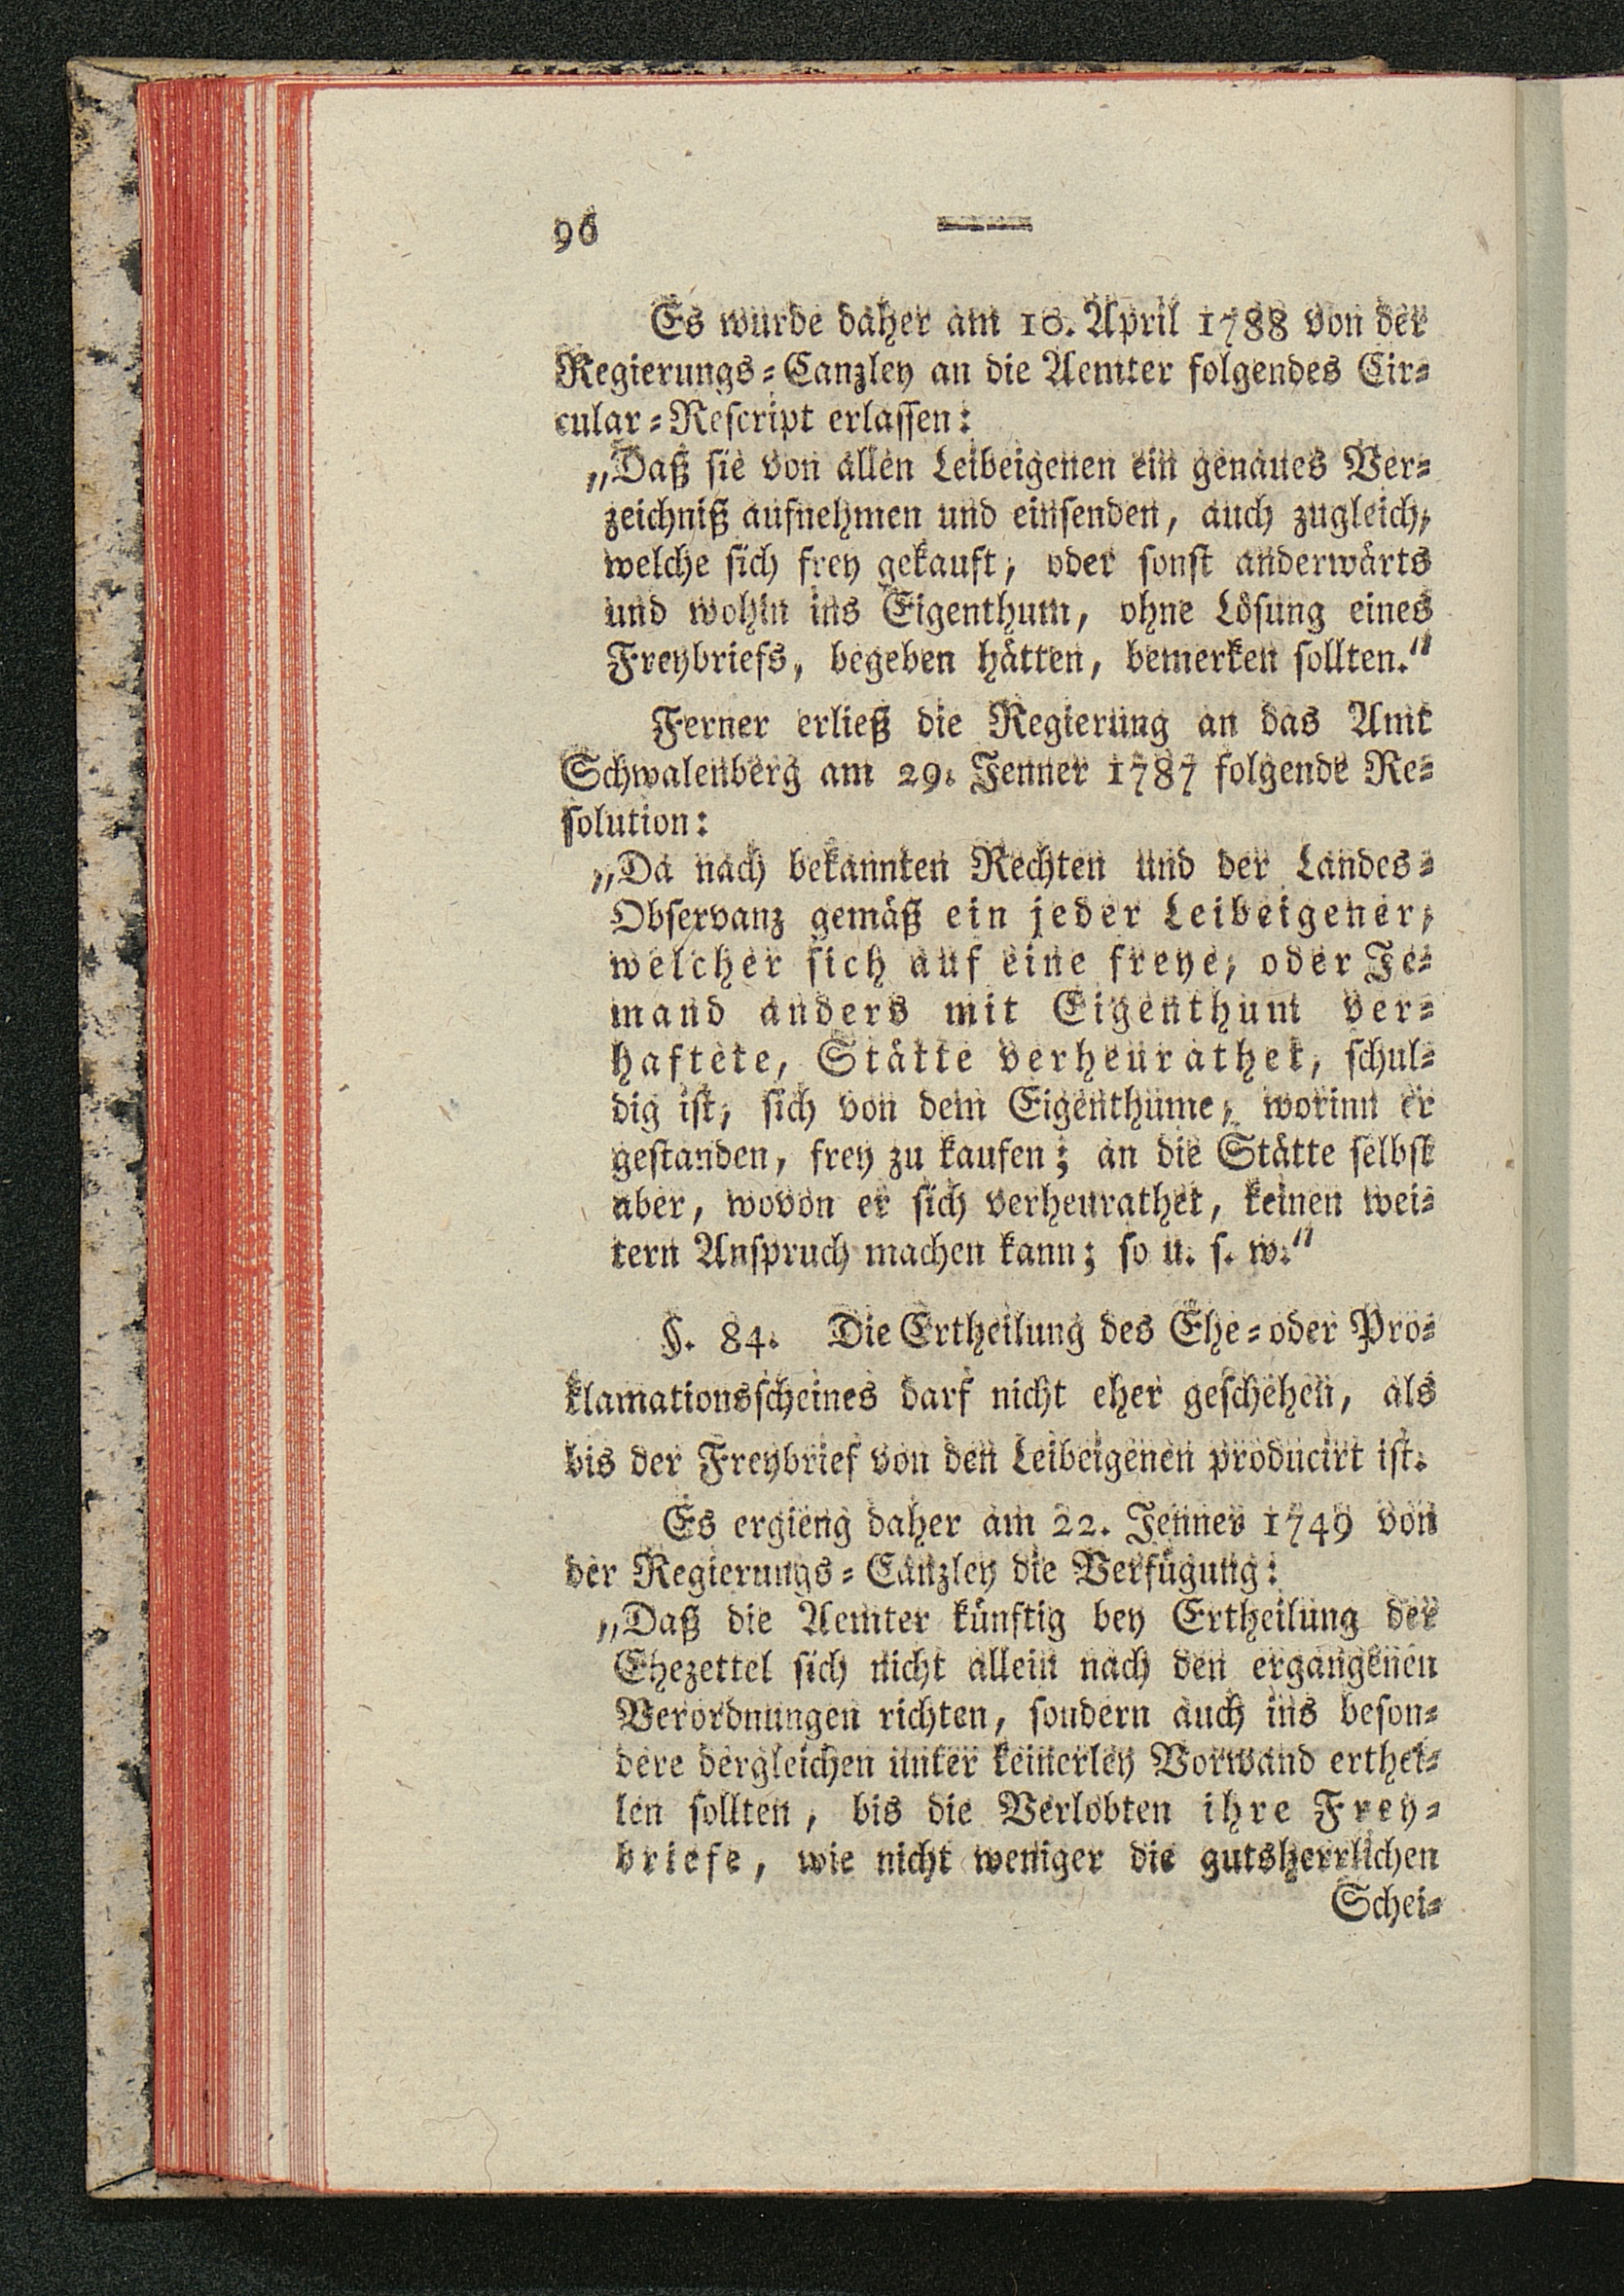 96
Es wurde daher am 16. April 1788 von der
Regierungs=Canzley an die Aemter folgendes Cir=
cular=Rescript erlassen:
„Daß sie von allen Leibeigenen ein genaues Ver=
zeichniß aufnehmen und einsenden, auch zugleich,
welche sich frey gekauft, oder sonst anderwärts
und wohin ins Eigenthum, ohne Lösung eines
Freybriefs, begeben hätten, bemerken sollten.“
Ferner erließ die Regierung an das Amt
Schwalenberg am 29. Jenner 1787 folgende Re=
solution:
„Da nach bekannten Rechten und der Landes=
Observanz gemäß ein jeder Leibeigener,
welcher sich auf eine freye, oder Je=
mand anders mit Eigenthum ver=
haftete, Stätte verheurathet, schul=
dig ist, sich von dem Eigenthume, worinn er
gestanden, frey zu kaufen; an die Stätte selbst
aber, wovon er sich verheurathet, keinen wei=
tern Anspruch machen kann; so u. s. w.“
§. 84. Die Ertheilung des Ehe=oder Pro=
klamationsscheines darf nicht eher geschehen, als
bis der Freybrief von den Leibeigenen producirt ist.
Es ergieng daher am 22. Jenner 1749 von
der Regierungs=Canzley die Verfügung:
„Daß die Aemter künftig bey Ertheilung der
Ehezettel sich nicht allein nach den ergangenen
Verordnungen richten, sondern auch ins beson=
dere dergleichen unter keinerley Vorwand erthei=
len sollten, bis die Verlobten ihre Frey=
briefe, wie nicht weniger die gutsherrlichen
Schei=